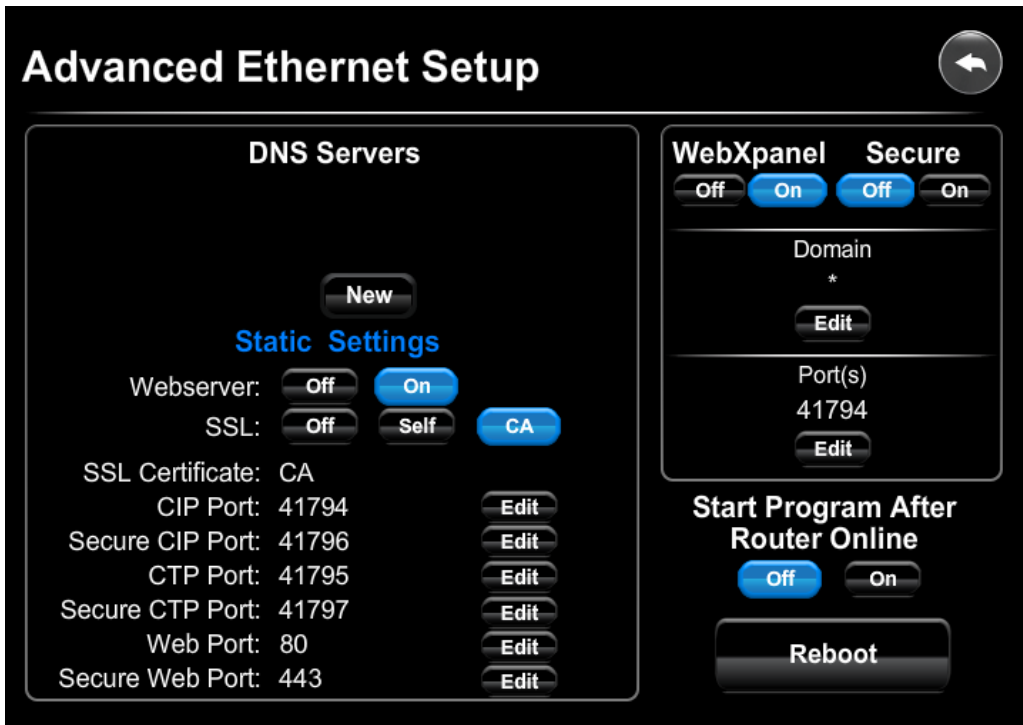 Advanced Ethernet Setup
DNS Servers
New
Static Settings
Webserver: Off On
SSL: Off Self CA
SSL Certificate: CA
CIP Port: 41794 Edit
Secure CIP Port: 41796 Edit
CTP Port: 41795 Edit
Secure CTP Port: 41797 Edit
Web Port: 80 Edit
Secure Web Port: 443 Edit
WebXpanel Secure
Off On Off On
Domain
*
Edit
Port(s)
41794
Edit
Start Program After
Router Online
Off On
Reboot